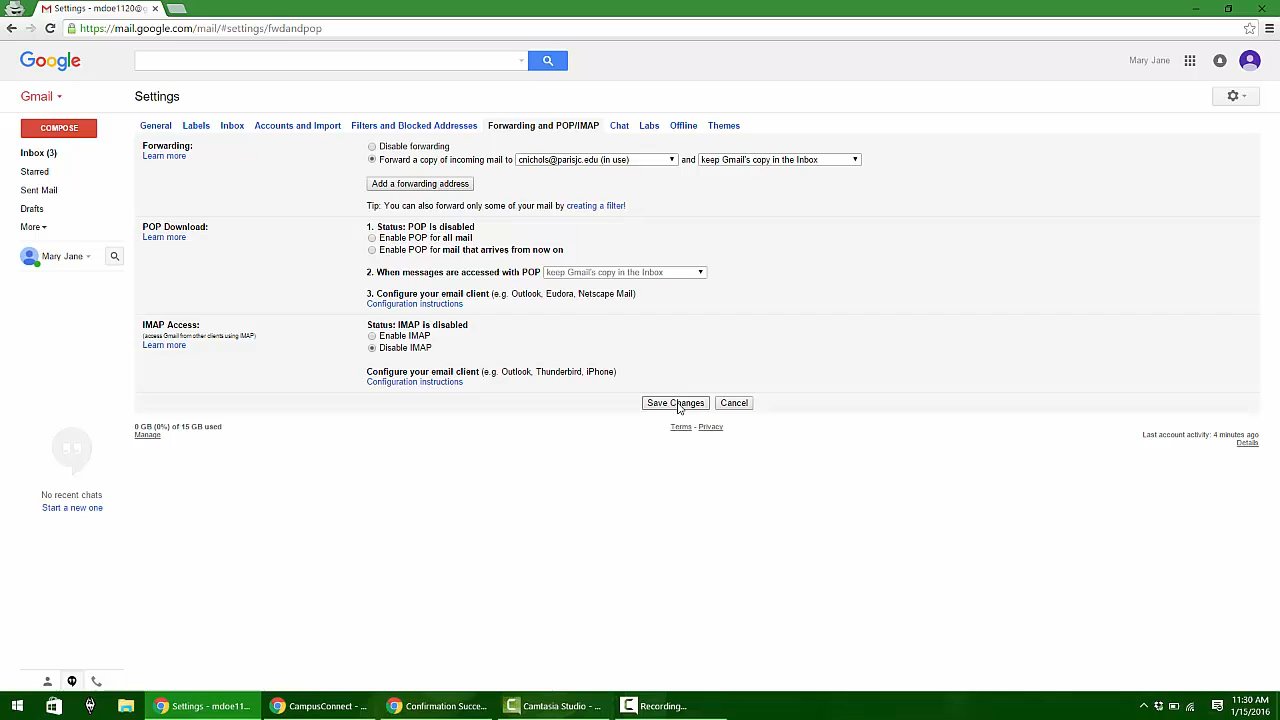 Settings - mdoe1120@g
https://mail.google.com/mail/#settings/fwdandpop
Google
Mary Jane
Gmail
Settings
COMPOSE
General Labels Inbox Accounts and Import Filters and Blocked Addresses Forwarding and POP/IMAP Chat Labs Offline Themes
Inbox (3)
Starred
Sent Mail
Drafts
More
Mary Jane
Forwarding:
Learn more
Disable forwarding
Forward a copy of incoming mail to cnichols@parisjc.edu (in use) and keep Gmail's copy in the Inbox
Add a forwarding address
Tip: You can also forward only some of your mail by creating a filter!
POP Download:
Learn more
1. Status: POP is disabled
Enable POP for all mail
Enable POP for mail that arrives from now on
2. When messages are accessed with POP keep Gmail's copy in the Inbox
3. Configure your email client (e.g. Outlook, Eudora, Netscape Mail)
Configuration instructions
IMAP Access:
(access Gmail from other clients using IMAP)
Learn more
Status: IMAP is disabled
Enable IMAP
Disable IMAP
Configure your email client (e.g. Outlook, Thunderbird, iPhone)
Configuration instructions
Save Changes Cancel
0 GB (0%) of 15 GB used
Manage
Terms - Privacy
Last account activity: 4 minutes ago
Details
No recent chats
Start a new one
Settings - mdoe11...
CampusConnect - ...
Confirmation Succe...
Camtasia Studio - ...
Recording...
11:30 AM
1/15/2016